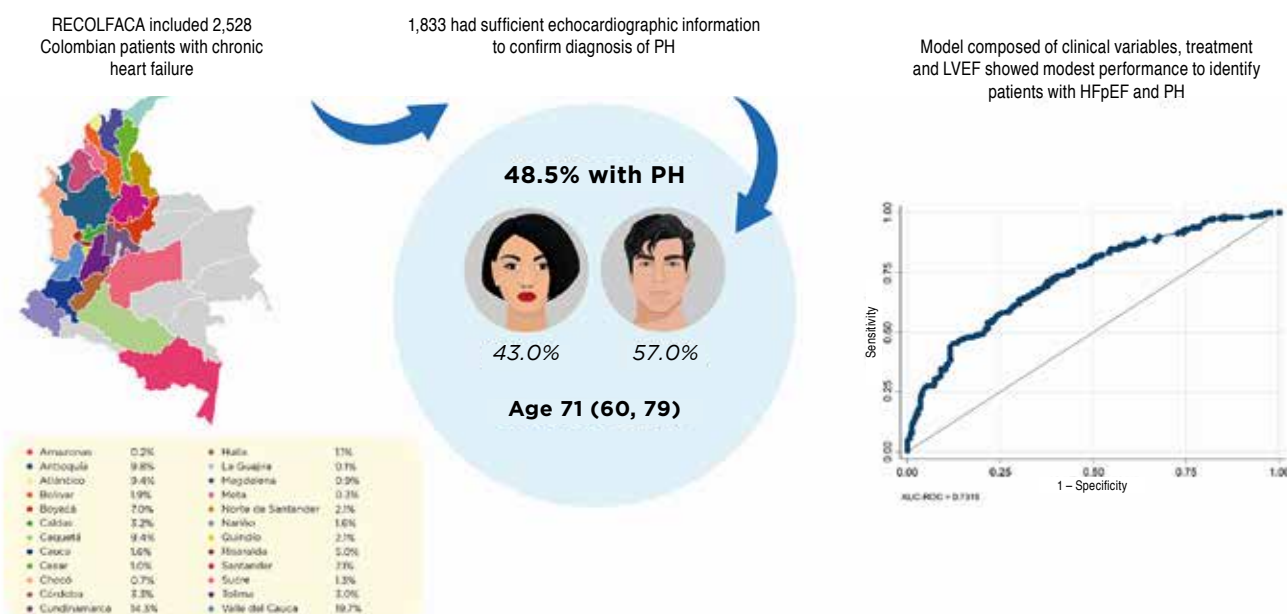 RECOLFACA included 2,528
Colombian patients with chronic
heart failure
1,833 had sufficient echocardiographic information
to confirm diagnosis of PH
Model composed of clinical variables, treatment
and LVEF showed modest performance to identify
patients with HFpEF and PH
48.5% with PH
43.0% 57.0%
Age 71 (60, 79)
Sensitivity
1.00
0.75
0.50
0.25
0.00
0.00 0.25 0.50 0.75 1.00
1 – Specificity
AUC-ROC = 0.7315
Amazonas 0.2% Huila 1.1%
Antioquia 9.8% La Guajira 0.1%
Atlántico 9.4% Magdalena 0.9%
Bolívar 1.9% Meta 0.3%
Boyacá 7.0% Norte de Santander 2.1%
Caldas 3.2% Nariño 1.6%
Caquetá 9.4% Quindío 2.1%
Cauca 1.6% Risaralda 5.0%
Cesar 1.0% Santander
Chocó 0.7% Sucre 1.3%
Córdoba 3.3% Tolima 3.0%
Cundinamarca 14.3% Valle del Cauca 19.7%